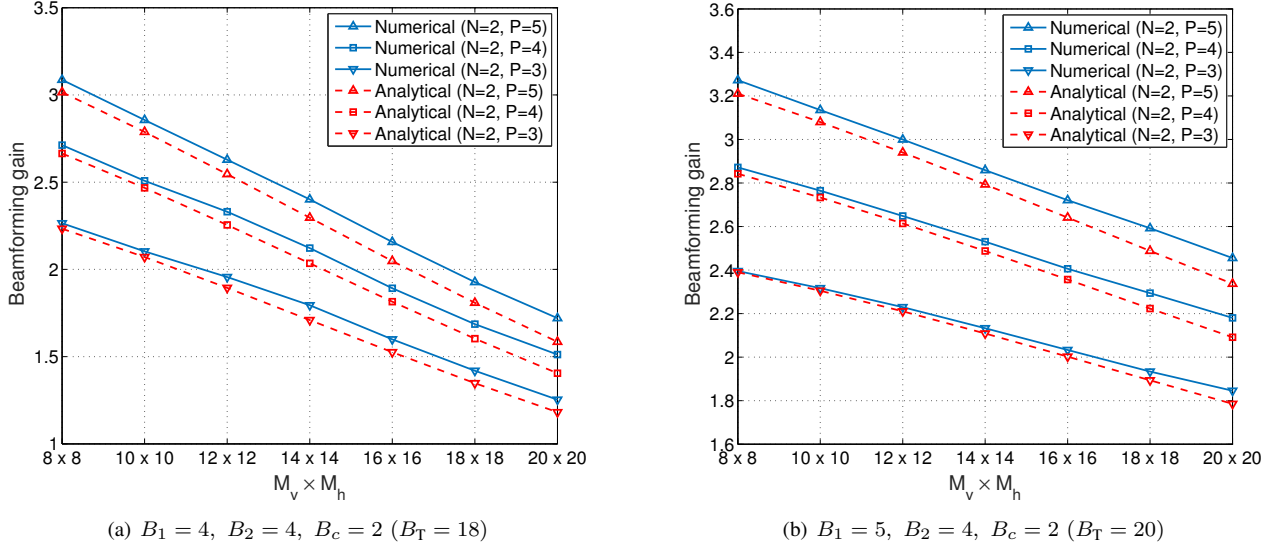 3.5
3
2.5
2
1.5
1
Beamforming gain
Numerical (N=2, P=5)
Numerical (N=2, P=4)
Numerical (N=2, P=3)
Analytical (N=2, P=5)
Analytical (N=2, P=4)
Analytical (N=2, P=3)
8 x 8 10 x 10 12 x 12 14 x 14 16 x 16 18 x 18 20 x 20
M_v × M_h
(a) B_1 = 4, B_2 = 4, B_c = 2 (B_T = 18)
3.6
3.4
3.2
3
2.8
2.6
2.4
2.2
2
1.8
1.6
Beamforming gain
Numerical (N=2, P=5)
Numerical (N=2, P=4)
Numerical (N=2, P=3)
Analytical (N=2, P=5)
Analytical (N=2, P=4)
Analytical (N=2, P=3)
8 x 8 10 x 10 12 x 12 14 x 14 16 x 16 18 x 18 20 x 20
M_v × M_h
(b) B_1 = 5, B_2 = 4, B_c = 2 (B_T = 20)